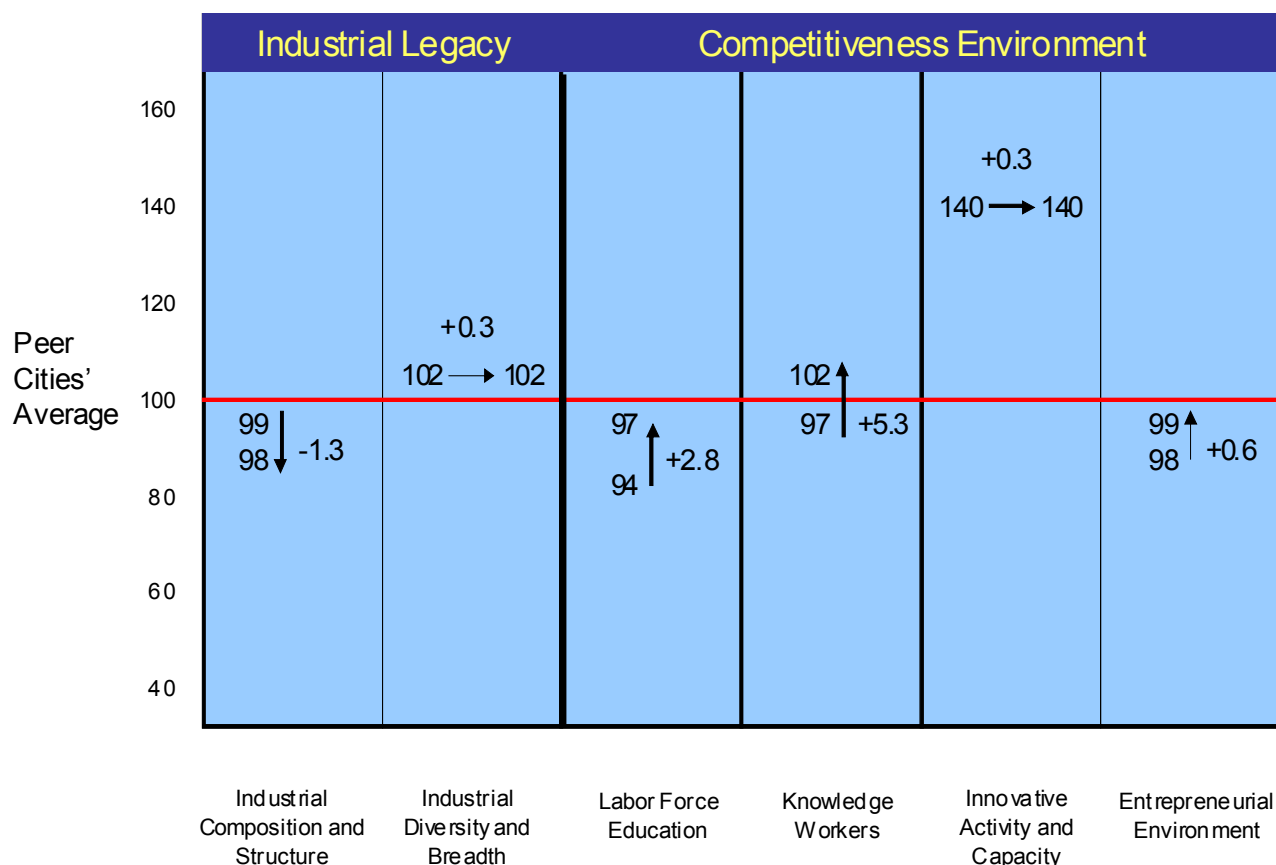 Industrial Legacy
Competitiveness Environment
160
140
120
100
80
60
40
Peer
Cities'
Average
99
98
-1.3
+0.3
102
102
97
94
+2.8
102
97
+5.3
+0.3
140
140
99
98
+0.6
Industrial
Composition and
Structure
Industrial
Diversity and
Breadth
Labor Force
Education
Knowledge
Workers
Innovative
Activity and
Capacity
Entrepreneurial
Environment